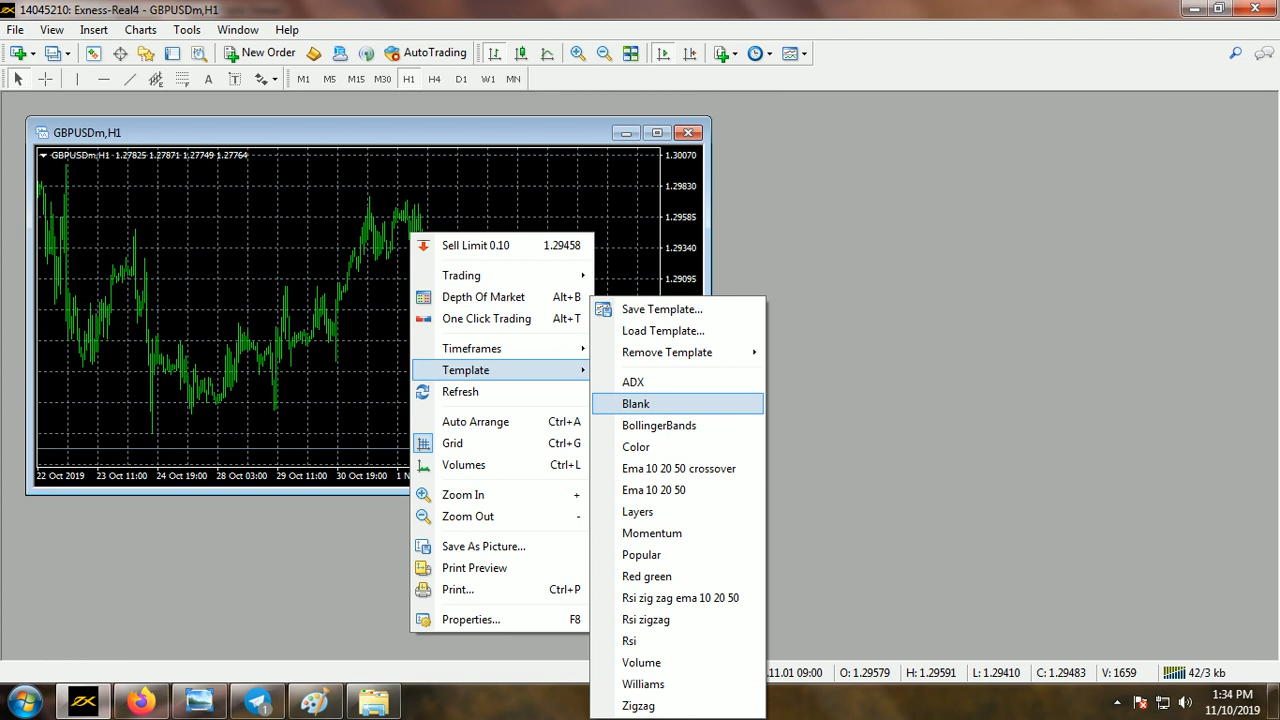 14045210: Exness-Real4 - GBPUSDm,H1
File View Insert Charts Tools Window Help
New Order AutoTrading
A T M1 M5 M15 M30 H1 H4 D1 W1 MN
GBPUSDm,H1
GBPUSDm,H1 1.27825 1.27871 1.27749 1.27764
1.30070
1.29830
1.29585
1.29340
1.29095
22 Oct 2019 23 Oct 11:00 24 Oct 19:00 28 Oct 03:00 29 Oct 11:00 30 Oct 19:00 1 N
Sell Limit 0.10 1.29458
Trading
Depth Of Market Alt+B
One Click Trading Alt+T
Timeframes
Template
Refresh
Auto Arrange Ctrl+A
Grid Ctrl+G
Volumes Ctrl+L
Zoom In +
Zoom Out -
Save As Picture...
Print Preview
Print... Ctrl+P
Properties... F8
Save Template...
Load Template...
Remove Template
ADX
Blank
BollingerBands
Color
Ema 10 20 50 crossover
Ema 10 20 50
Layers
Momentum
Popular
Red green
Rsi zig zag ema 10 20 50
Rsi zigzag
Rsi
Volume
Williams
Zigzag
11.01 09:00 O: 1.29579 H: 1.29591 L: 1.29410 C: 1.29483 V: 1659 42/3 kb
1:34 PM
11/10/2019